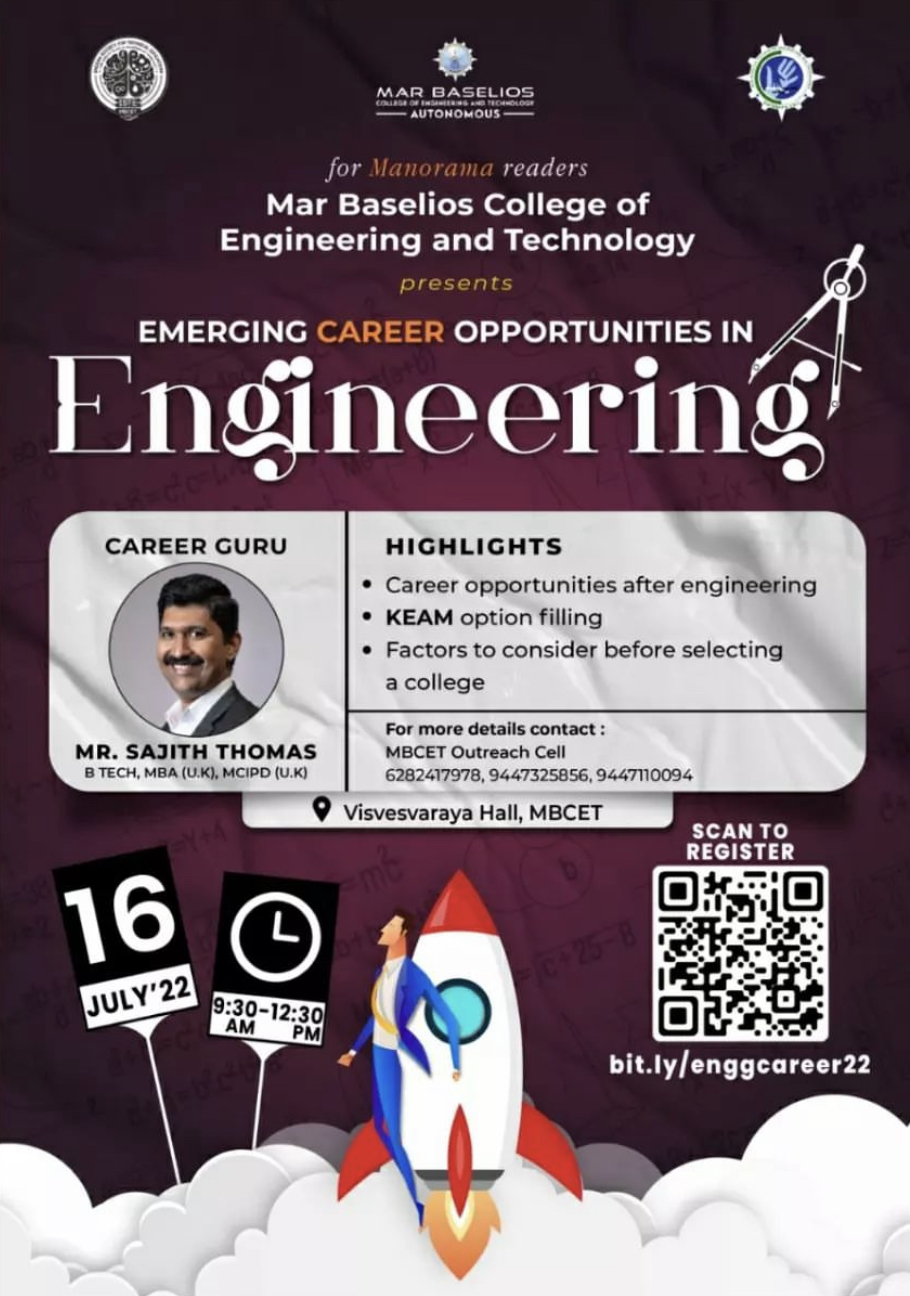 MAR BASELIOS
COLLEGE OF ENGINEERING AND TECHNOLOGY
AUTONOMOUS
for Manorama readers
Mar Baselios College of
Engineering and Technology
presents
EMERGING CAREER OPPORTUNITIES IN
Engineering
CAREER GURU
MR. SAJITH THOMAS
B TECH, MBA (U.K), MCIPD (U.K)
HIGHLIGHTS
• Career opportunities after engineering
• KEAM option filling
• Factors to consider before selecting
a college
For more details contact :
MBCET Outreach Cell
6282417978, 9447325856, 9447110094
Visvesvaraya Hall, MBCET
16
JULY'22
9:30-12:30
AM PM
SCAN TO
REGISTER
bit.ly/enggcareer22